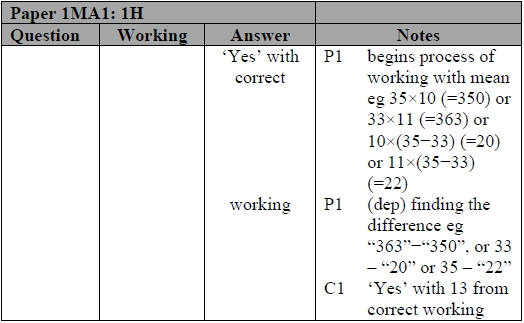 Paper 1MA1: 1H
Question Working Answer Notes
‘Yes’ with P1 begins process of
correct working with mean
eg 35×10 (=350) or
33×11 (=363) or
10×(35−33) (=20)
or 11×(35−33)
(=22)
working P1 (dep) finding the
difference eg
“363”−“350”, or 33
– “20” or 35 – “22”
C1 ‘Yes’ with 13 from
correct working